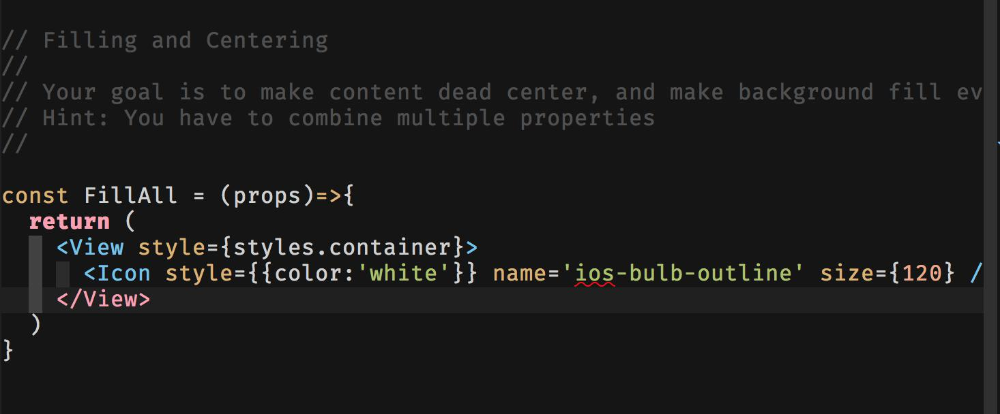 // Filling and Centering
//
// Your goal is to make content dead center, and make background fill ev
// Hint: You have to combine multiple properties
//
const FillAll = (props)=>{
return (
<View style={styles.container}>
<Icon style={{color:'white'}} name='ios-bulb-outline' size={120} /
</View>
)
}